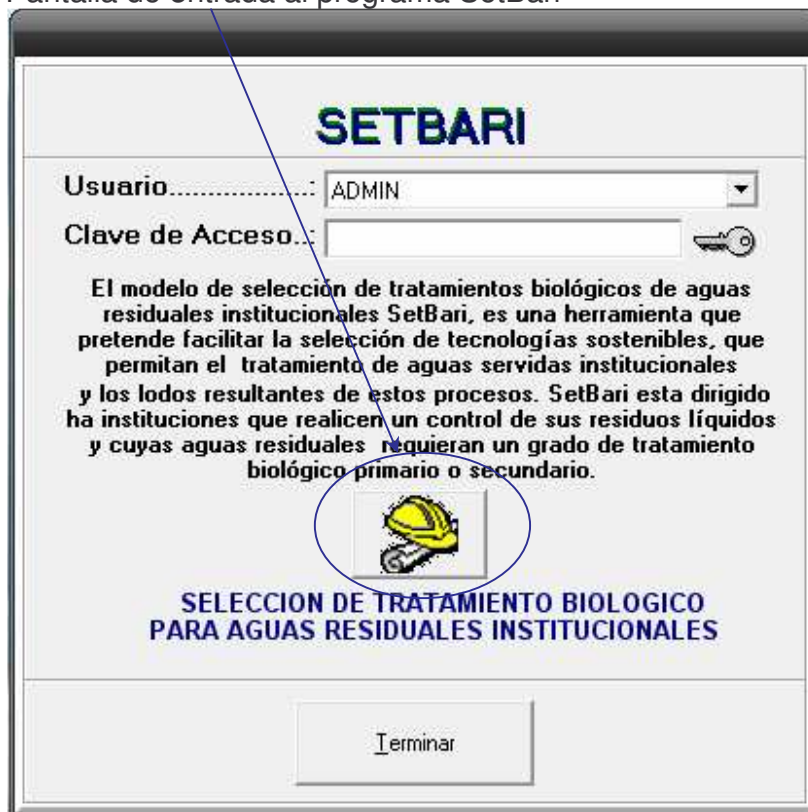 Pantalla de entrada al programa SetBari
SETBARI
Usuario..................: ADMIN
Clave de Acceso..:
El modelo de selección de tratamientos biológicos de aguas
residuales institucionales SetBari, es una herramienta que
pretende facilitar la selección de tecnologías sostenibles, que
permitan el tratamiento de aguas servidas institucionales
y los lodos resultantes de estos procesos. SetBari esta dirigido
ha instituciones que realicen un control de sus residuos líquidos
y cuyas aguas residuales requieran un grado de tratamiento
biológico primario o secundario.
SELECCION DE TRATAMIENTO BIOLOGICO
PARA AGUAS RESIDUALES INSTITUCIONALES
Terminar